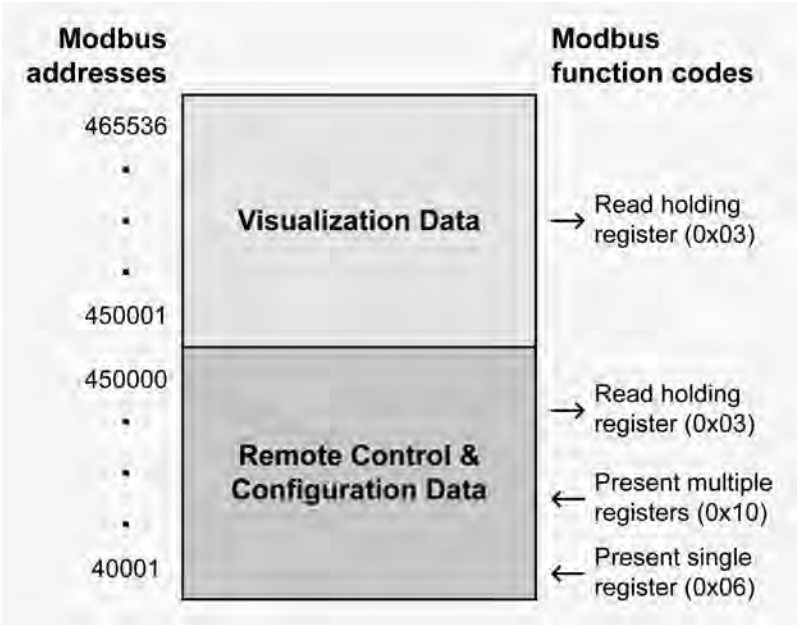 Modbus
addresses
Modbus
function codes
465536
Visualization Data
Read holding
register (0x03)
450001
450000
Read holding
register (0x03)
Remote Control &
Configuration Data
Present multiple
registers (0x10)
40001
Present single
register (0x06)